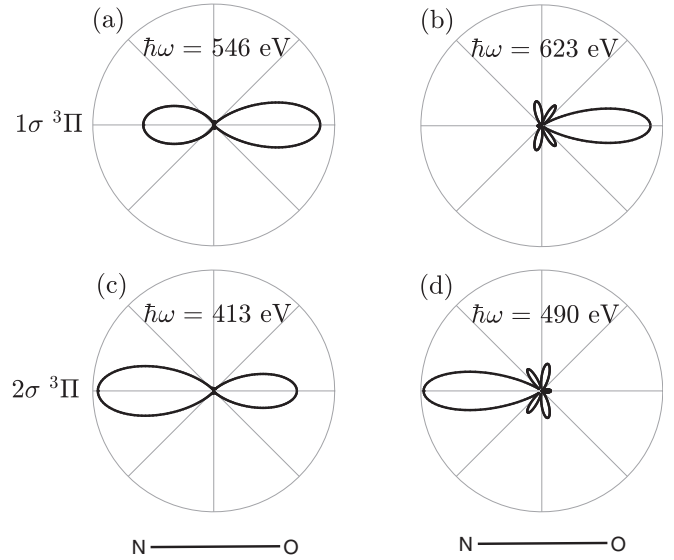 (a)
ħω = 546 eV
(b)
ħω = 623 eV
1σ ³Π
(c)
ħω = 413 eV
(d)
ħω = 490 eV
2σ ³Π
N O
N O